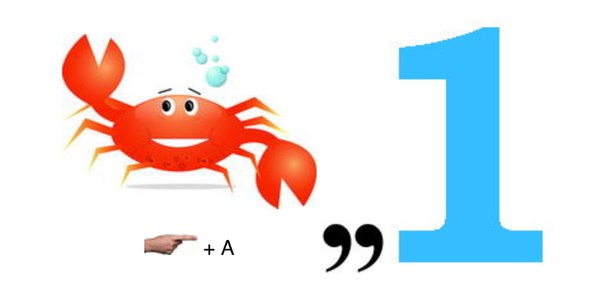 ,, 1
+ A